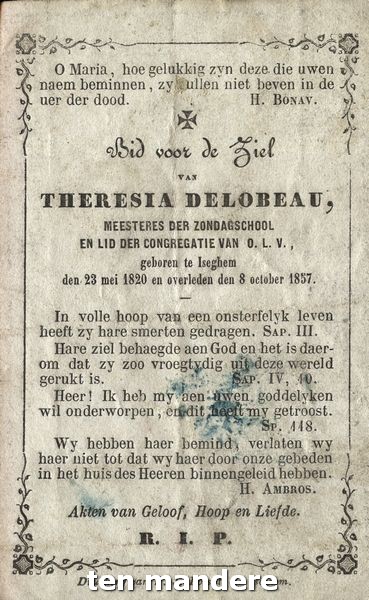 O Maria, hoe gelukkig zyn deze die uwen
naem beminnen, zy zullen niet beven in de
uer der dood. H. BONAV.
Bid voor de Ziel
VAN
THERESIA DELOBEAU,
MEESTERES DER ZONDAGSCHOOL
EN LID DER CONGREGATIE VAN O. L. V.,
geboren te Iseghem
den 23 mei 1820 en overleden den 8 october 1857.
In volle hoop van een onsterfelyk leven
heeft zy hare smerten gedragen. SAP. III.
Hare ziel behaegde aen God en het is daer-
om dat zy zoo vroegtydig uit deze wereld
gerukt is. SAP. IV, 10.
Heer! Ik heb my aen uwen goddelyken
wil onderworpen, en dit heeft my getroost.
SP. 118.
Wy hebben haer bemind, verlaten wy
haer niet tot dat wy haer door onze gebeden
in het huis des Heeren binnengeleid hebben.
H. AMBROS.
Akten van Geloof, Hoop en Liefde.
R. I. P.
ten mandere